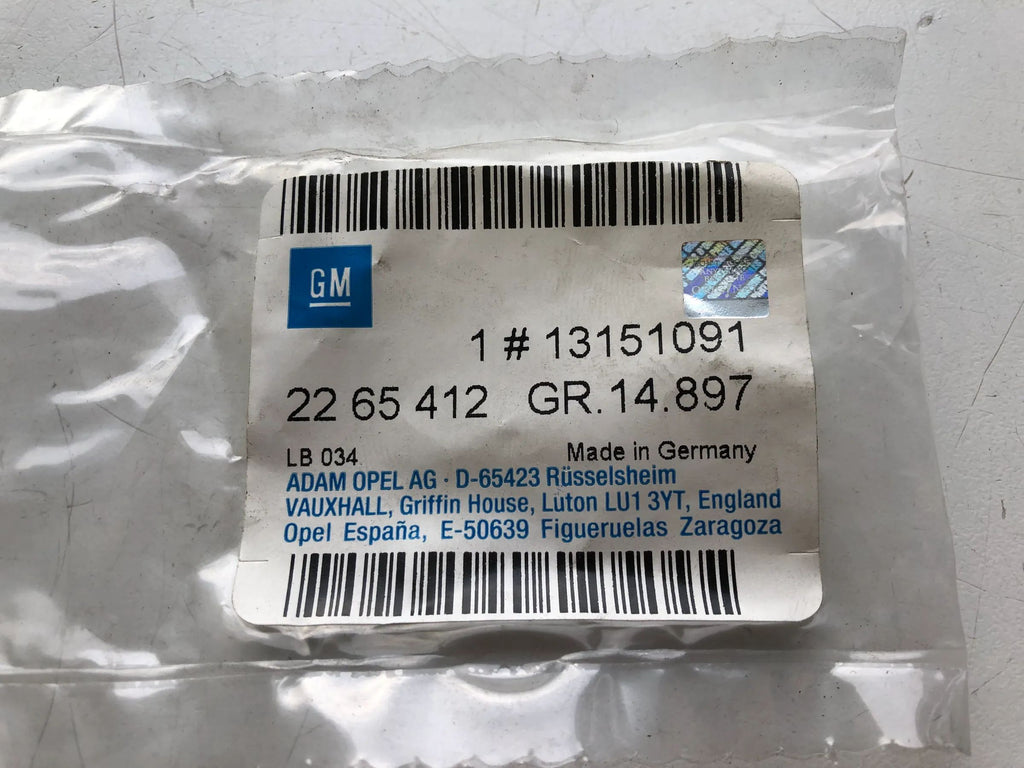 GM
1 # 13151091
22 65 412 GR.14.897
LB 034 Made in Germany
ADAM OPEL AG · D-65423 Rüsselsheim
VAUXHALL, Griffin House, Luton LU1 3YT, England
Opel España, E-50639 Figueruelas Zaragoza